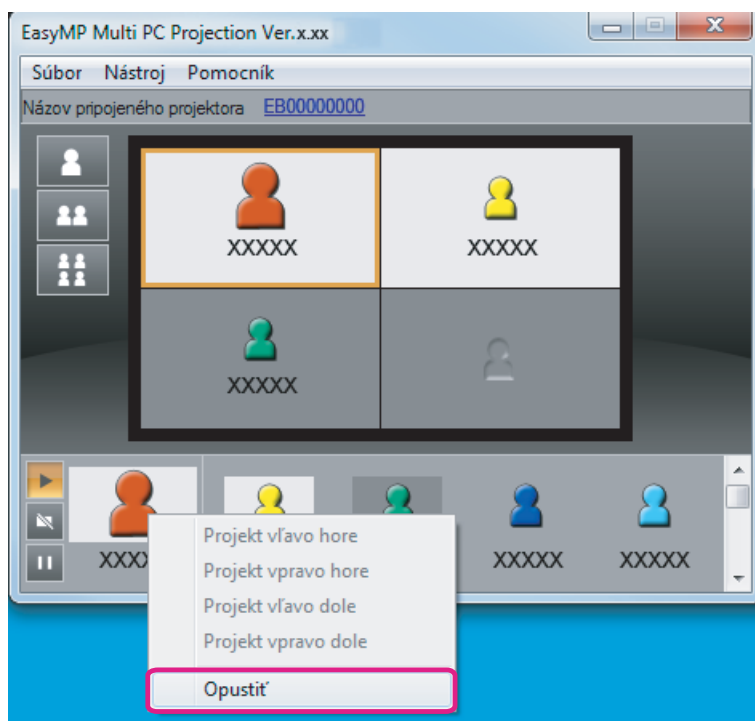 EasyMP Multi PC Projection Ver.x.xx
Súbor Nástroj Pomocník
Názov pripojeného projektora EB00000000
XXXXX XXXXX
XXXXX
XXXX XXXXX XXXXX
Projekt vľavo hore
Projekt vpravo hore
Projekt vľavo dole
Projekt vpravo dole
Opustiť